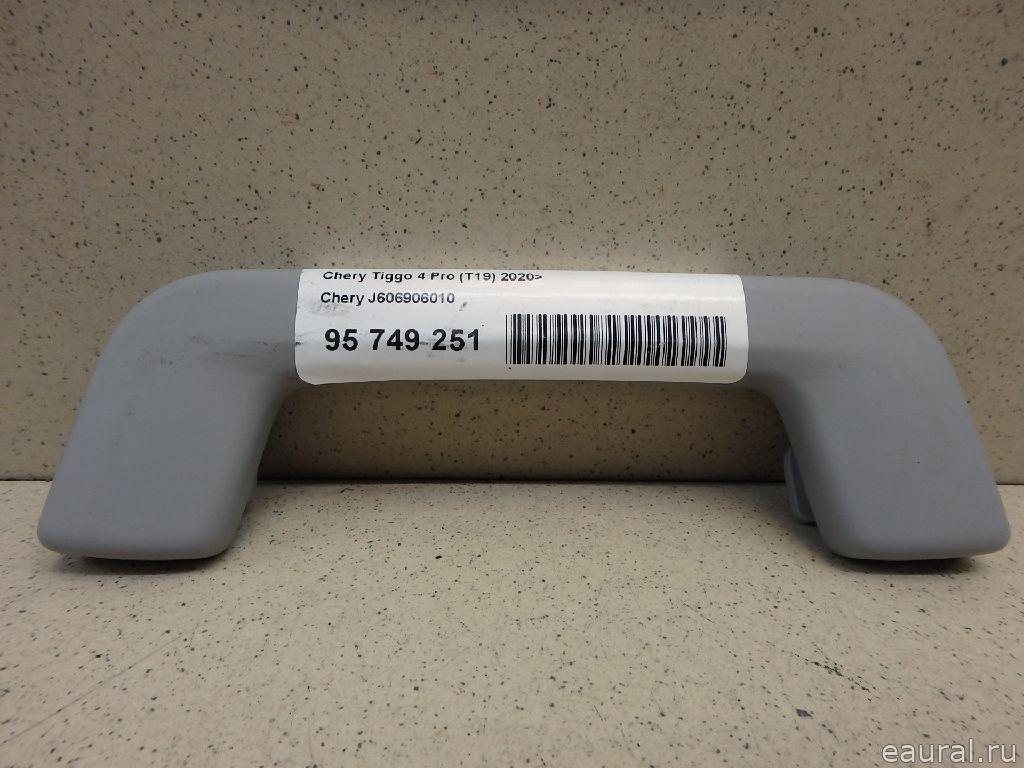 Chery Tiggo 4 Pro (T19) 2020>
Chery J606906010
95 749 251
eaural.ru